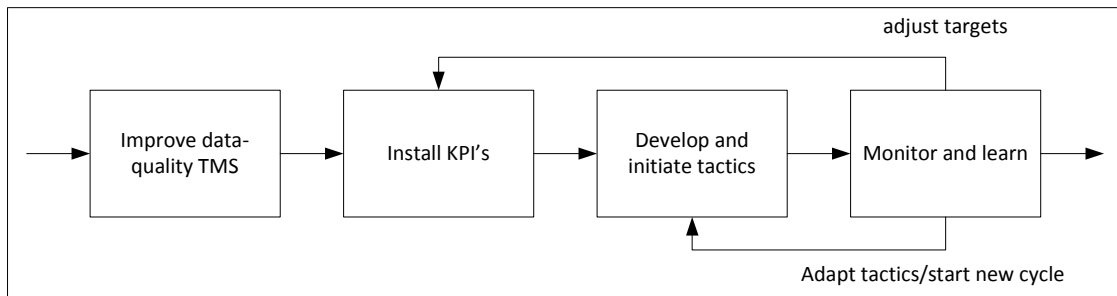 adjust targets
Improve data-
quality TMS
Install KPI's
Develop and
initiate tactics
Monitor and learn
Adapt tactics/start new cycle